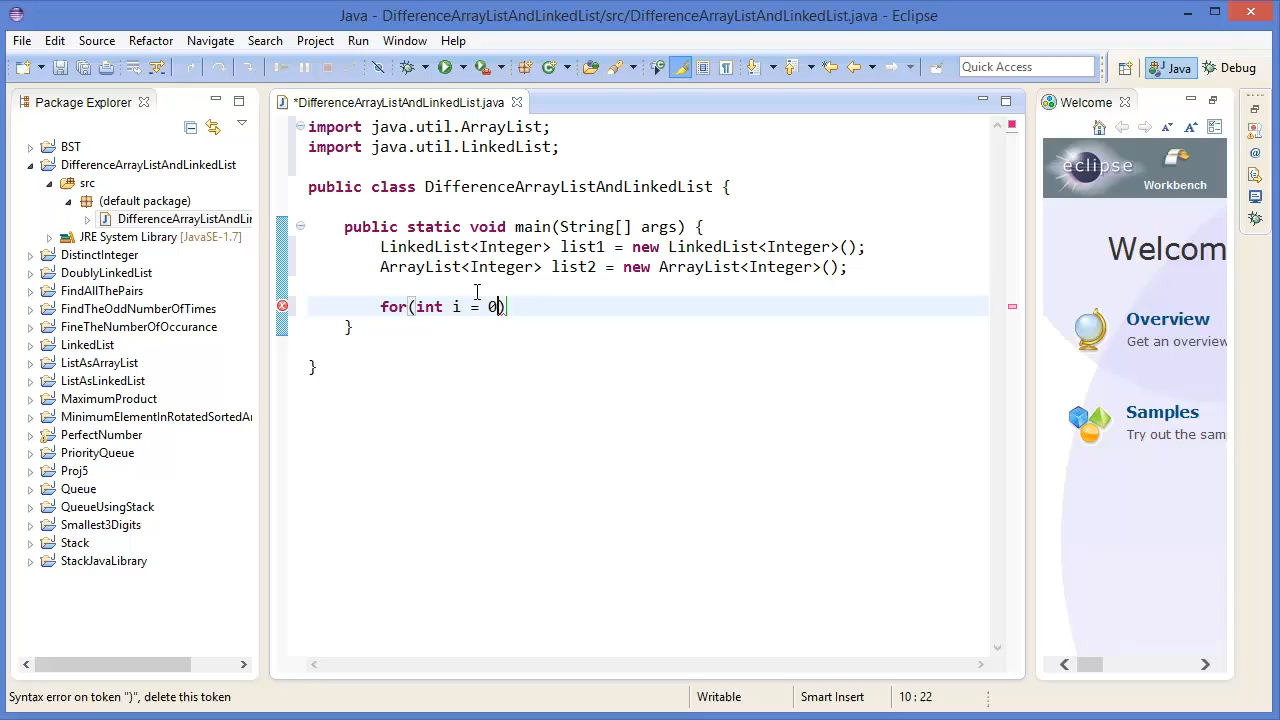 Java - DifferenceArrayListAndLinkedList/src/DifferenceArrayListAndLinkedList.java - Eclipse
File Edit Source Refactor Navigate Search Project Run Window Help
Quick Access
Java
Debug
Package Explorer
*DifferenceArrayListAndLinkedList.java
Welcome
BST
DifferenceArrayListAndLinkedList
src
(default package)
DifferenceArrayListAndLin
JRE System Library [JavaSE-1.7]
DistinctInteger
DoublyLinkedList
FindAllThePairs
FindTheOddNumberOfTimes
FineTheNumberOfOccurance
LinkedList
ListAsArrayList
ListAsLinkedList
MaximumProduct
MinimumElementInRotatedSortedAr
PerfectNumber
PriorityQueue
Proj5
Queue
QueueUsingStack
Smallest3Digits
Stack
StackJavaLibrary
import java.util.ArrayList;
import java.util.LinkedList;
public class DifferenceArrayListAndLinkedList {
public static void main(String[] args) {
LinkedList<Integer> list1 = new LinkedList<Integer>();
ArrayList<Integer> list2 = new ArrayList<Integer>();
for(int i = 0)
}
}
eclipse
Workbench
Welcom
Overview
Get an overview
Samples
Try out the sam
Syntax error on token ")", delete this token
Writable
Smart Insert
10 : 22